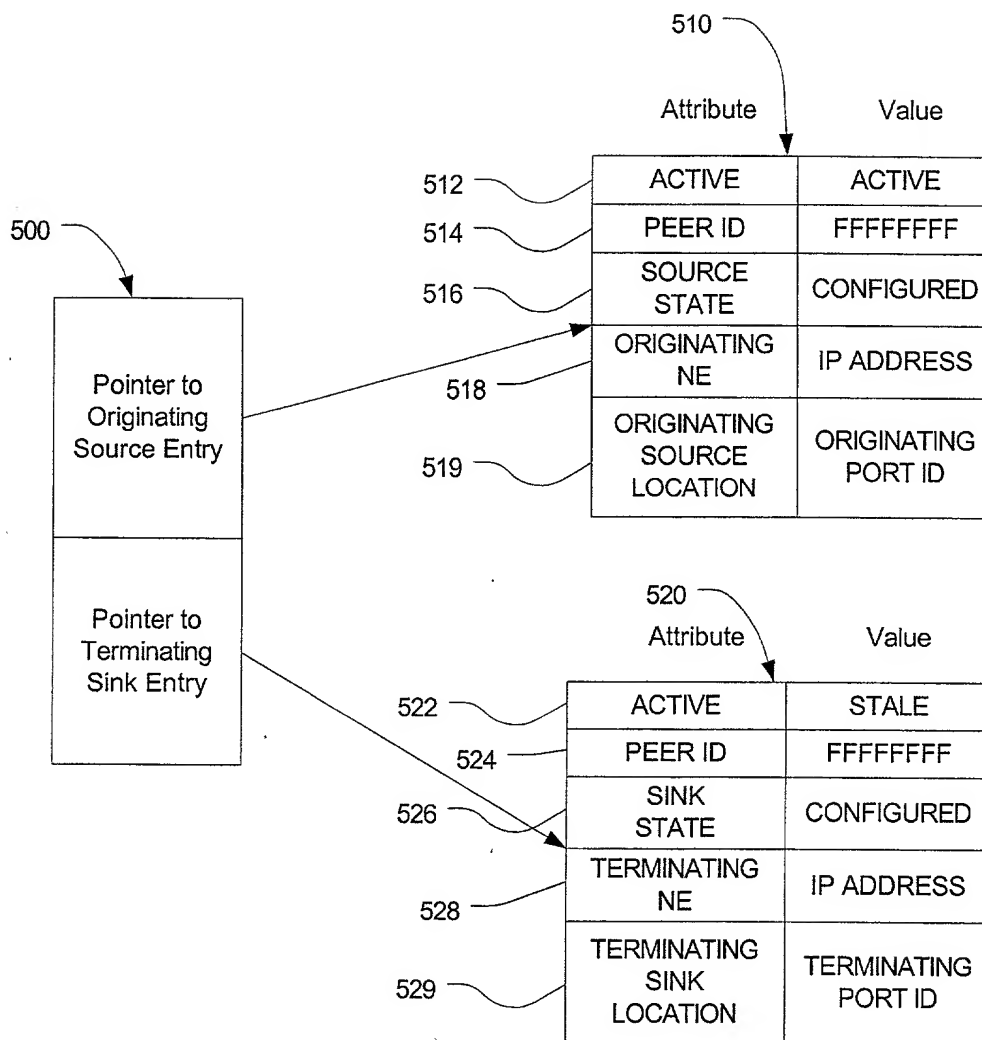 510
Attribute Value
512 ACTIVE ACTIVE
514 PEER ID FFFFFFFF
516 SOURCE
STATE CONFIGURED
518 ORIGINATING
NE IP ADDRESS
519 ORIGINATING
SOURCE
LOCATION ORIGINATING
PORT ID
500
Pointer to
Originating
Source Entry
Pointer to
Terminating
Sink Entry
520
Attribute Value
522 ACTIVE STALE
524 PEER ID FFFFFFFF
526 SINK
STATE CONFIGURED
528 TERMINATING
NE IP ADDRESS
529 TERMINATING
SINK
LOCATION TERMINATING
PORT ID